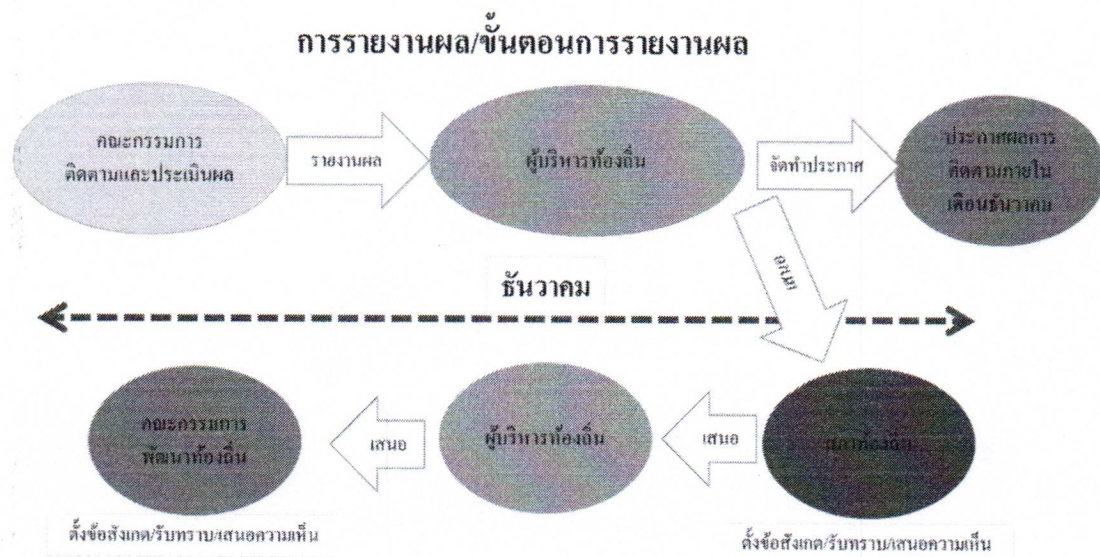 การรายงานผล/ขั้นตอนการรายงานผล
คณะกรรมการ
ติดตามและประเมินผล
รายงานผล
ผู้บริหารท้องถิ่น
จัดทำประกาศ
ประกาศผลการ
ติดตามภายใน
เดือนธันวาคม
เสนอ
ธันวาคม
คณะกรรมการ
พัฒนาท้องถิ่น
เสนอ
ผู้บริหารท้องถิ่น
เสนอ
สภาท้องถิ่น
ตั้งข้อสังเกต/รับทราบ/เสนอความเห็น
ตั้งข้อสังเกต/รับทราบ/เสนอความเห็น